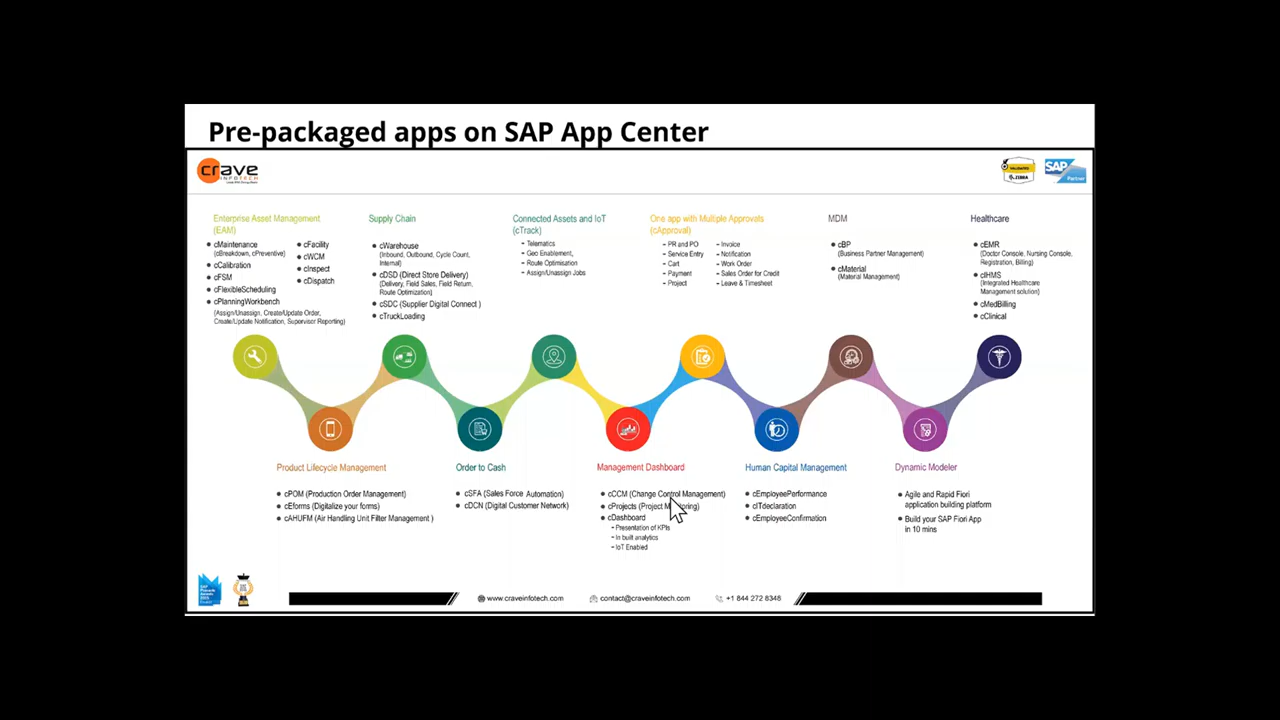 Pre-packaged apps on SAP App Center
crave
INFOTECH
SAP
Partner
ZEBRA
Enterprise Asset Management
(EAM)
cMaintenance
(cBreakdown, cPreventive)
cCalibration
cFSM
cFlexibleScheduling
cPlanningWorkbench
(Assign/Unassign, Create/Update Order,
Create/Update Notification, Supervisor Reporting)
cFacility
cWCM
cInspect
cDispatch
Supply Chain
cWarehouse
(Inbound, Outbound, Cycle Count,
Internal)
cDSD (Direct Store Delivery)
(Delivery, Field Sales, Field Return,
Route Optimization)
cSDC (Supplier Digital Connect )
cTruckLoading
Connected Assets and IoT
(cTrack)
- Telematics
- Geo Enablement,
- Route Optimisation
- Assign/Unassign Jobs
One app with Multiple Approvals
(cApproval)
- PR and PO
- Service Entry
- Cart
- Payment
- Project
- Invoice
- Notification
- Work Order
- Sales Order for Credit
- Leave & Timesheet
MDM
cBP
(Business Partner Management)
cMaterial
(Material Management)
Healthcare
cEMR
(Doctor Console, Nursing Console,
Registration, Billing)
cIHMS
(Integrated Healthcare
Management solution)
cMedBilling
cClinical
Product Lifecycle Management
cPOM (Production Order Management)
cEforms (Digitalize your forms)
cAHUFM (Air Handling Unit Filter Management )
Order to Cash
cSFA (Sales Force Automation)
cDCN (Digital Customer Network)
Management Dashboard
cCCM (Change Control Management)
cProjects (Project
cDashboard
- Presentation of KPIs
- In built analytics
- IoT Enabled
Human Capital Management
cEmployeePerformance
cITdeclaration
cEmployeeConfirmation
Dynamic Modeler
Agile and Rapid Fiori
application building platform
Build your SAP Fiori App
in 10 mins
www.craveinfotech.com
contact@craveinfotech.com
+1 844 272 8348